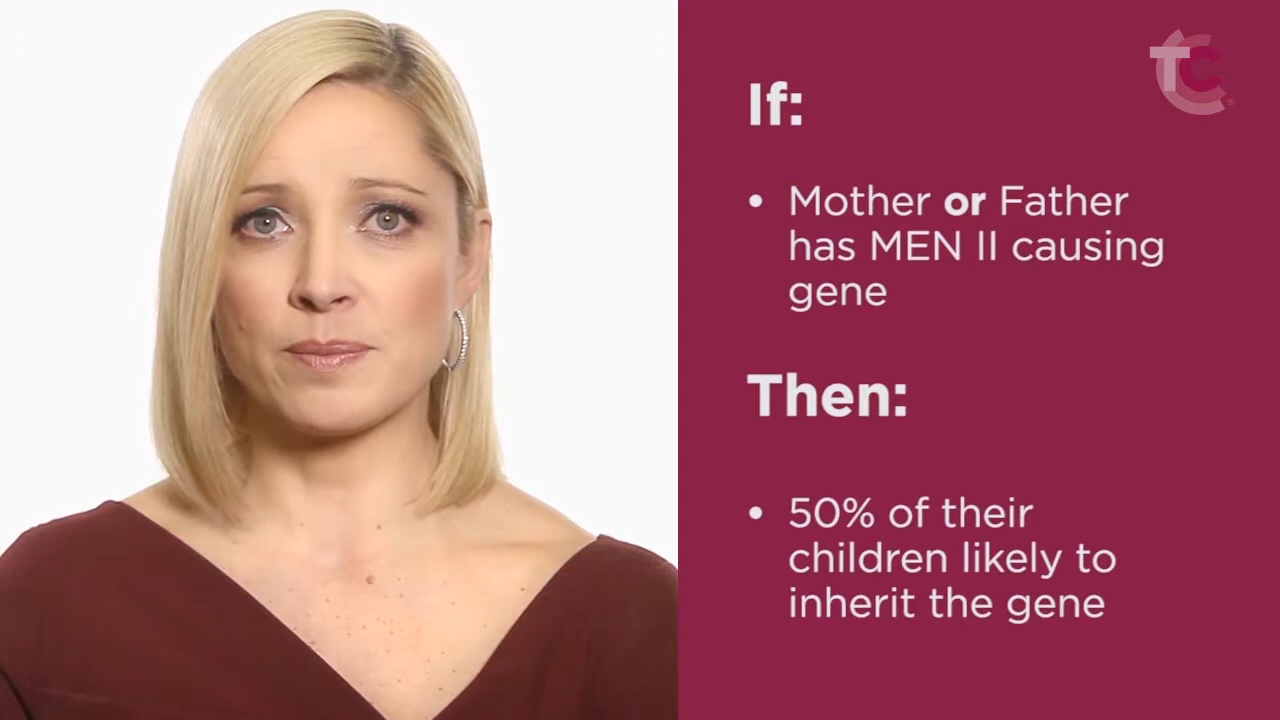 TC®
If:
• Mother or Father
has MEN II causing
gene
Then:
• 50% of their
children likely to
inherit the gene